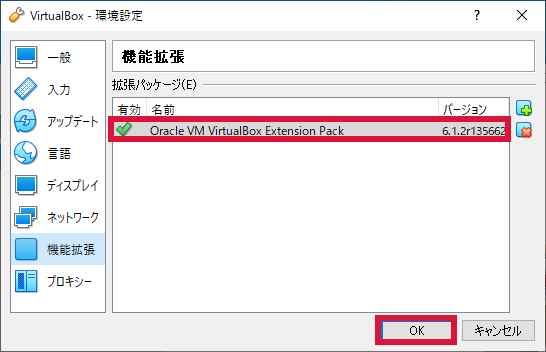 VirtualBox - 環境設定
? ×
一般
入力
アップデート
言語
ディスプレイ
ネットワーク
機能拡張
プロキシー
機能拡張
拡張パッケージ(E)
有効 名前 バージョン
Oracle VM VirtualBox Extension Pack 6.1.2r135662
OK キャンセル